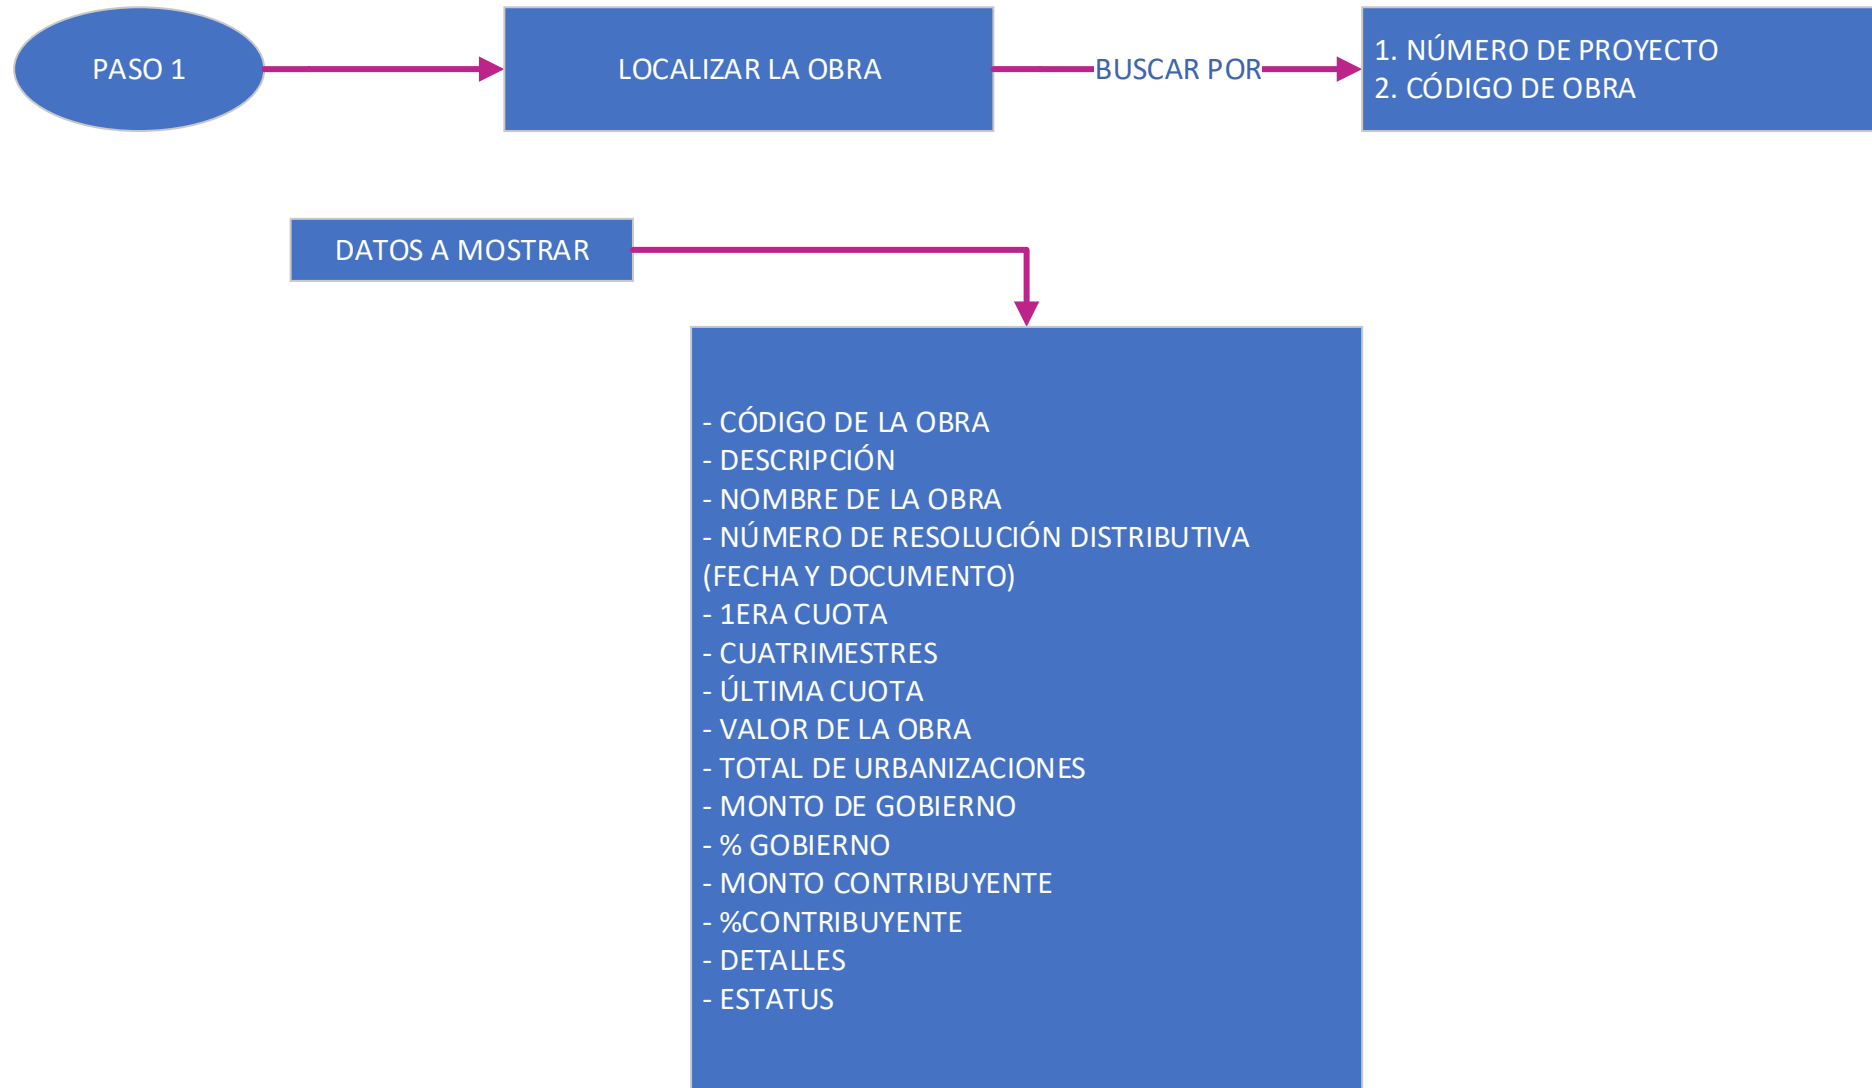 PASO 1
LOCALIZAR LA OBRA
BUSCAR POR
1. NÚMERO DE PROYECTO
2. CÓDIGO DE OBRA
DATOS A MOSTRAR
- CÓDIGO DE LA OBRA
- DESCRIPCIÓN
- NOMBRE DE LA OBRA
- NÚMERO DE RESOLUCIÓN DISTRIBUTIVA
(FECHA Y DOCUMENTO)
- 1ERA CUOTA
- CUATRIMESTRES
- ÚLTIMA CUOTA
- VALOR DE LA OBRA
- TOTAL DE URBANIZACIONES
- MONTO DE GOBIERNO
- % GOBIERNO
- MONTO CONTRIBUYENTE
- %CONTRIBUYENTE
- DETALLES
- ESTATUS